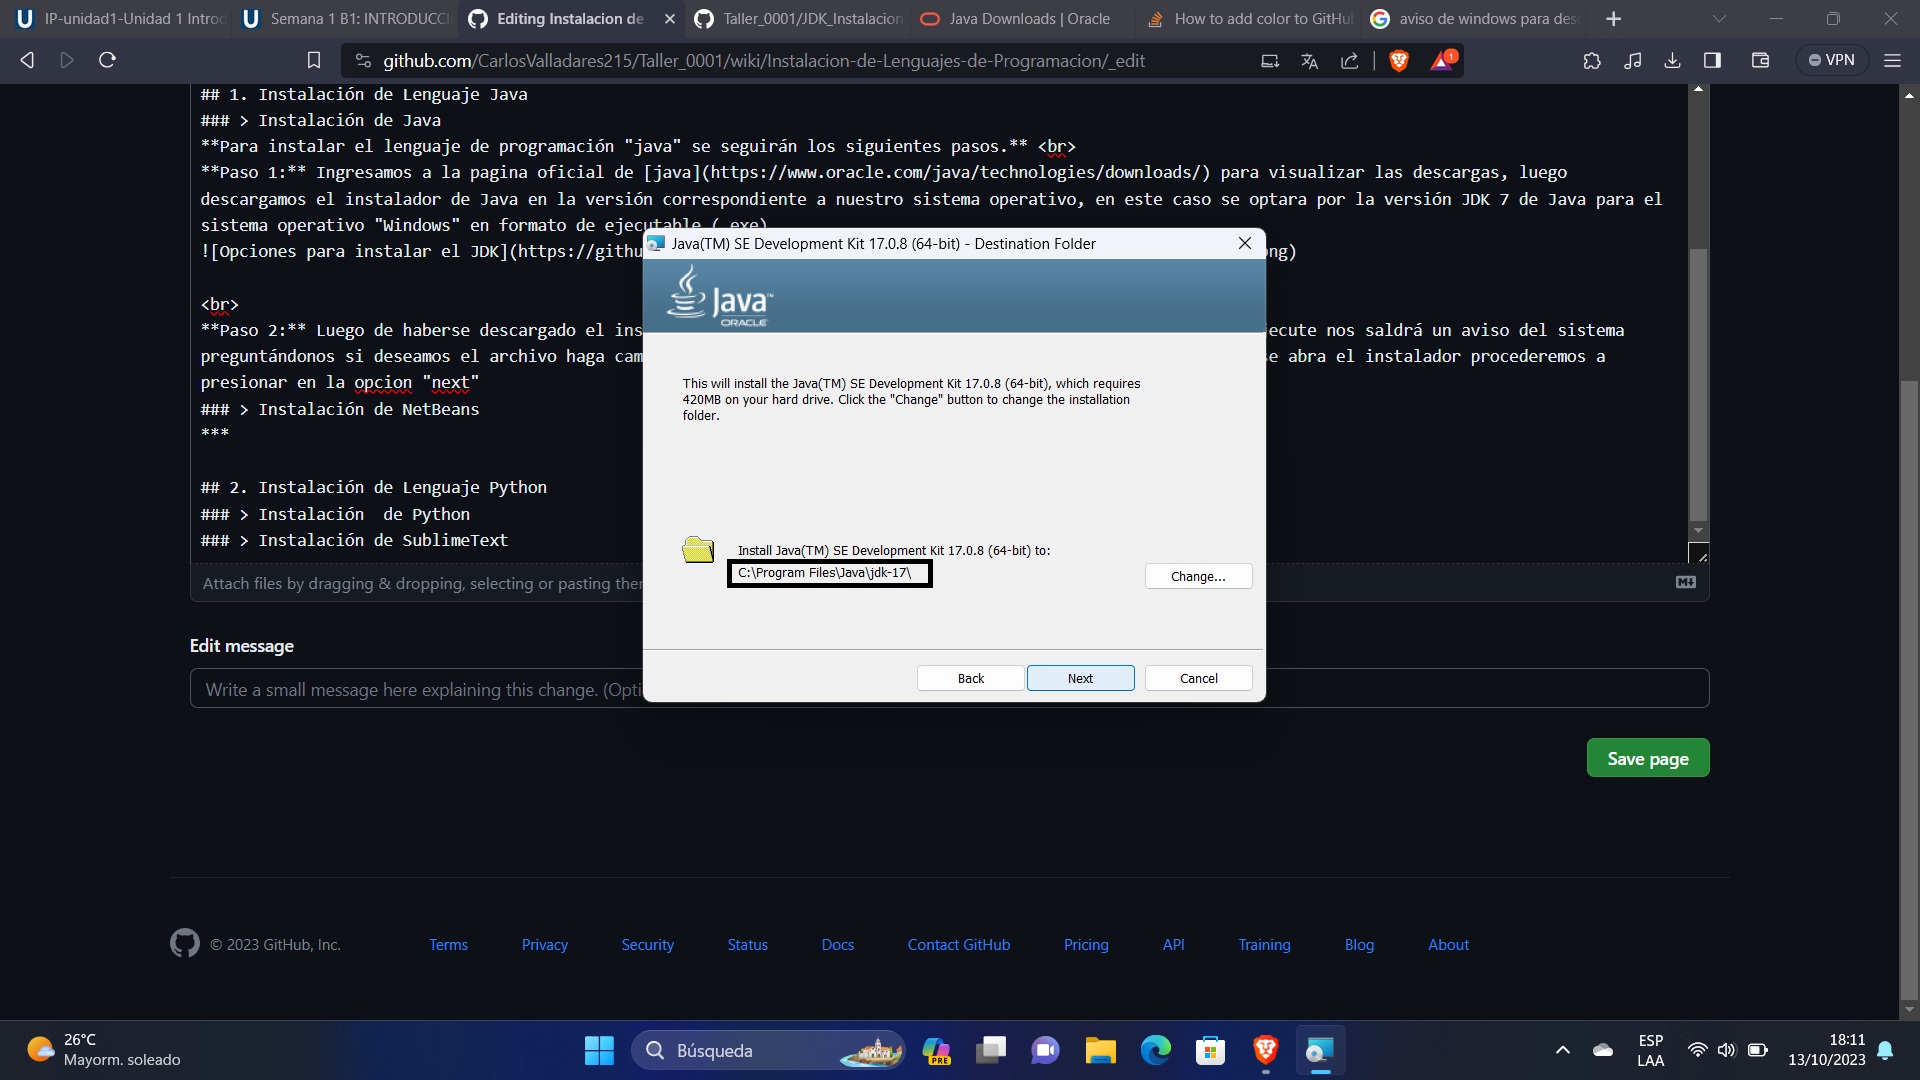 IP-unidad1-Unidad 1 Introd
Semana 1 B1: INTRODUCCI
Editing Instalacion de
Taller_0001/JDK_Instalacion
Java Downloads | Oracle
How to add color to GitHu
aviso de windows para des
github.com/CarlosValladares215/Taller_0001/wiki/Instalacion-de-Lenguajes-de-Programacion/_edit
1
VPN
## 1. Instalación de Lenguaje Java
### > Instalación de Java
**Para instalar el lenguaje de programación "java" se seguirán los siguientes pasos.** <br>
**Paso 1:** Ingresamos a la pagina oficial de [java](https://www.oracle.com/java/technologies/downloads/) para visualizar las descargas, luego
descargamos el instalador de Java en la versión correspondiente a nuestro sistema operativo, en este caso se optara por la versión JDK 7 de Java para el
sistema operativo "Windows" en formato de ejecutable (.exe)
![Opciones para instalar el JDK](https://githu ng)
<br>
**Paso 2:** Luego de haberse descargado el ins ecute nos saldrá un aviso del sistema
preguntándonos si deseamos el archivo haga cam se abra el instalador procederemos a
presionar en la opcion "next"
### > Instalación de NetBeans
***
## 2. Instalación de Lenguaje Python
### > Instalación  de Python
### > Instalación de SublimeText
Attach files by dragging & dropping, selecting or pasting ther
Java(TM) SE Development Kit 17.0.8 (64-bit) - Destination Folder
Java™
ORACLE
This will install the Java(TM) SE Development Kit 17.0.8 (64-bit), which requires
420MB on your hard drive. Click the "Change" button to change the installation
folder.
Install Java(TM) SE Development Kit 17.0.8 (64-bit) to:
C:\Program Files\Java\jdk-17\
Change...
Back
Next
Cancel
Edit message
Write a small message here explaining this change. (Opti
Save page
© 2023 GitHub, Inc.
Terms
Privacy
Security
Status
Docs
Contact GitHub
Pricing
API
Training
Blog
About
26°C
Mayorm. soleado
Búsqueda
PRE
ESP
LAA
18:11
13/10/2023